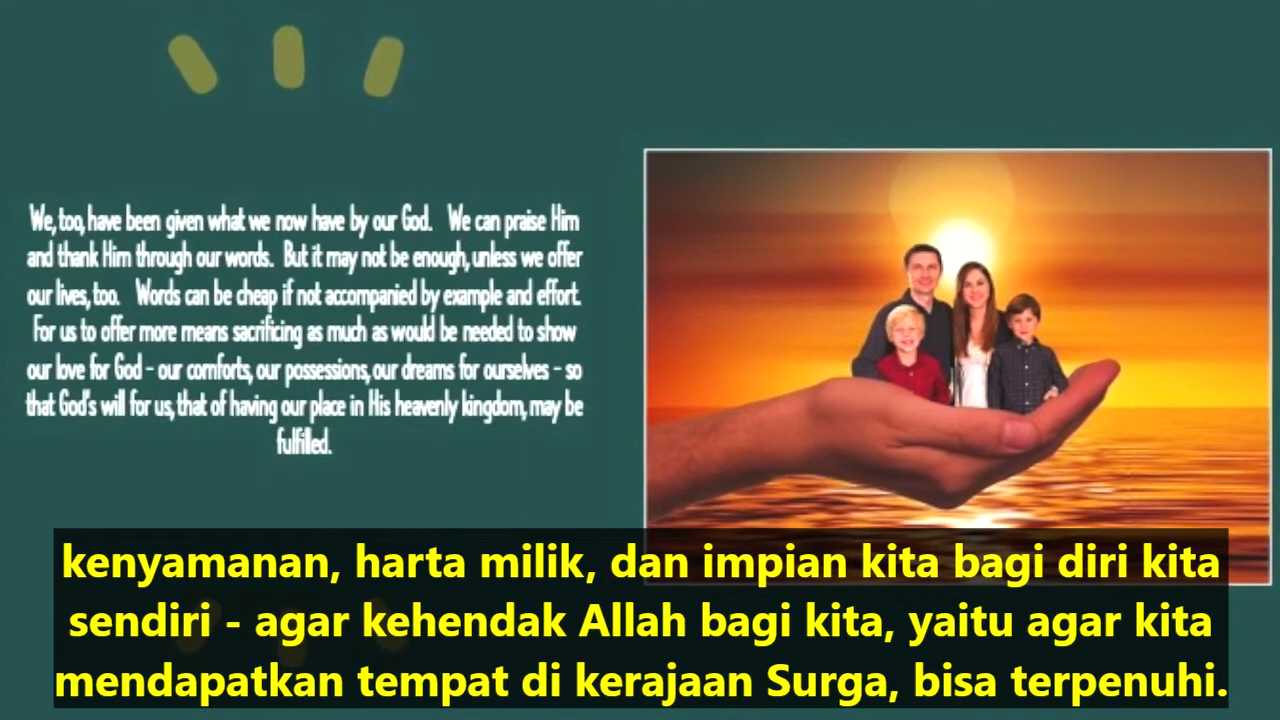 We, too, have been given what we now have by our God. We can praise Him
and thank Him through our words. But it may not be enough, unless we offer
our lives, too. Words can be cheap if not accompanied by example and effort.
For us to offer more means sacrificing as much as would be needed to show
our love for God - our comforts, our possessions, our dreams for ourselves - so
that God's will for us, that of having our place in His heavenly kingdom, may be
fulfilled.
kenyamanan, harta milik, dan impian kita bagi diri kita
sendiri - agar kehendak Allah bagi kita, yaitu agar kita
mendapatkan tempat di kerajaan Surga, bisa terpenuhi.